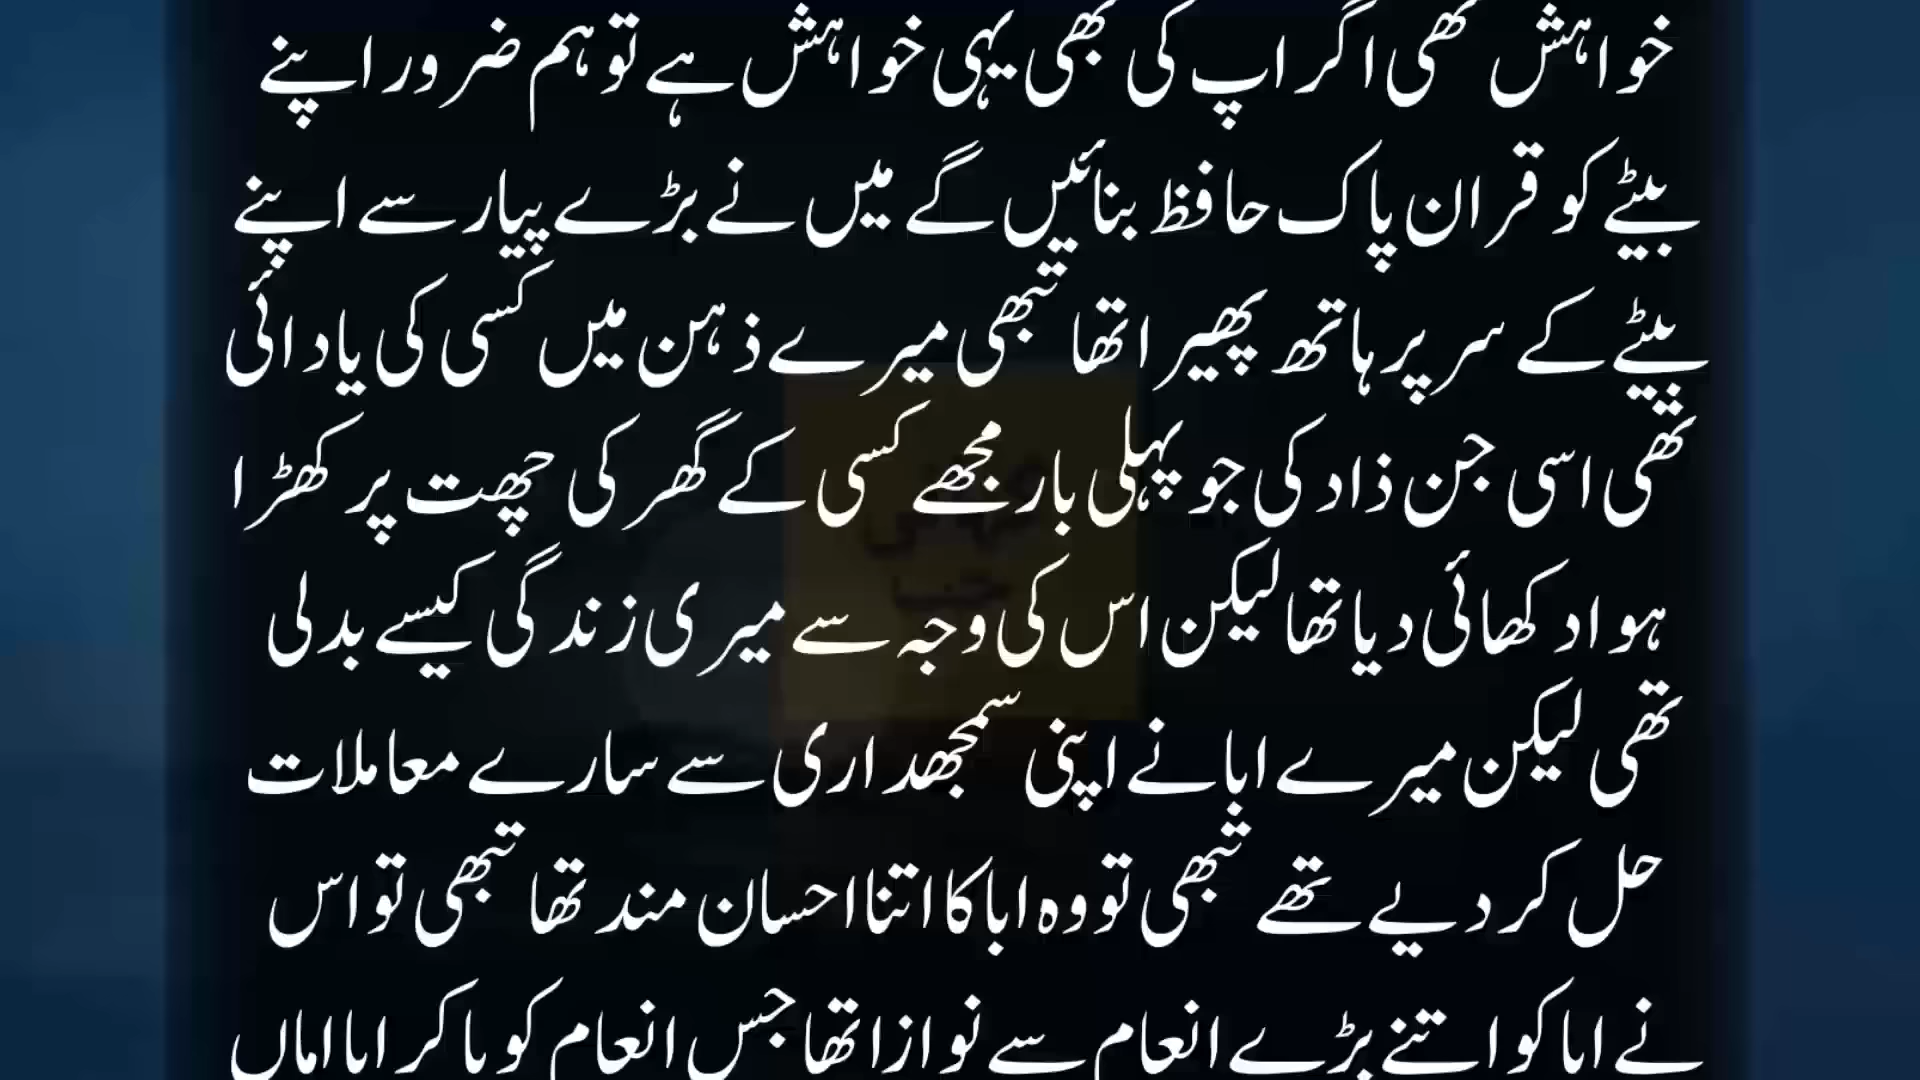 خواہش تھی اگر اپ کی بھی یہی خواہش ہے تو ہم ضرور اپنے
بیٹے کو قران پاک حافظ بنائیں گے میں نے بڑے پیار سے اپنے
بیٹے کے سر پر ہاتھ پھیرا تھا تبھی میرے ذہن میں کسی کی یاد ائی
تھی اسی جن ذاد کی جو پہلی بار مجھے کسی کے گھر کی چھت پر کھڑا
ہوا دکھائی دیا تھا لیکن اس کی وجہ سے میری زندگی کیسے بدلی
تھی لیکن میرے ابا نے اپنی سمجھداری سے سارے معاملات
حل کر دیے تھے تبھی تو وہ ابا کا اتنا احسان مند تھا تبھی تو اس
نے ابا کو اتنے بڑے انعام سے نوازا تھا جس انعام کو پا کر ابا اماں